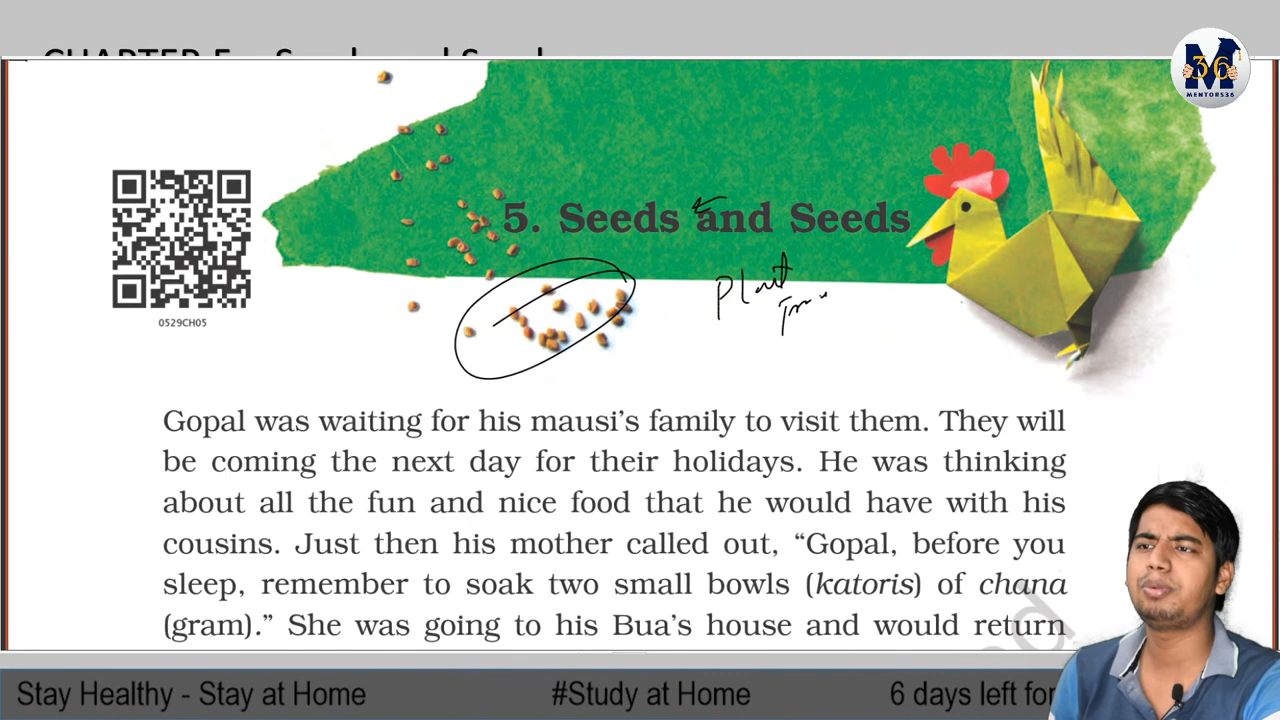 36
MENTORS36
5. Seeds and Seeds
Plant
0529CH05
Gopal was waiting for his mausi’s family to visit them. They will
be coming the next day for their holidays. He was thinking
about all the fun and nice food that he would have with his
cousins. Just then his mother called out, “Gopal, before you
sleep, remember to soak two small bowls (katoris) of chana
(gram).” She was going to his Bua’s house and would return
Stay Healthy - Stay at Home
#Study at Home
6 days left for